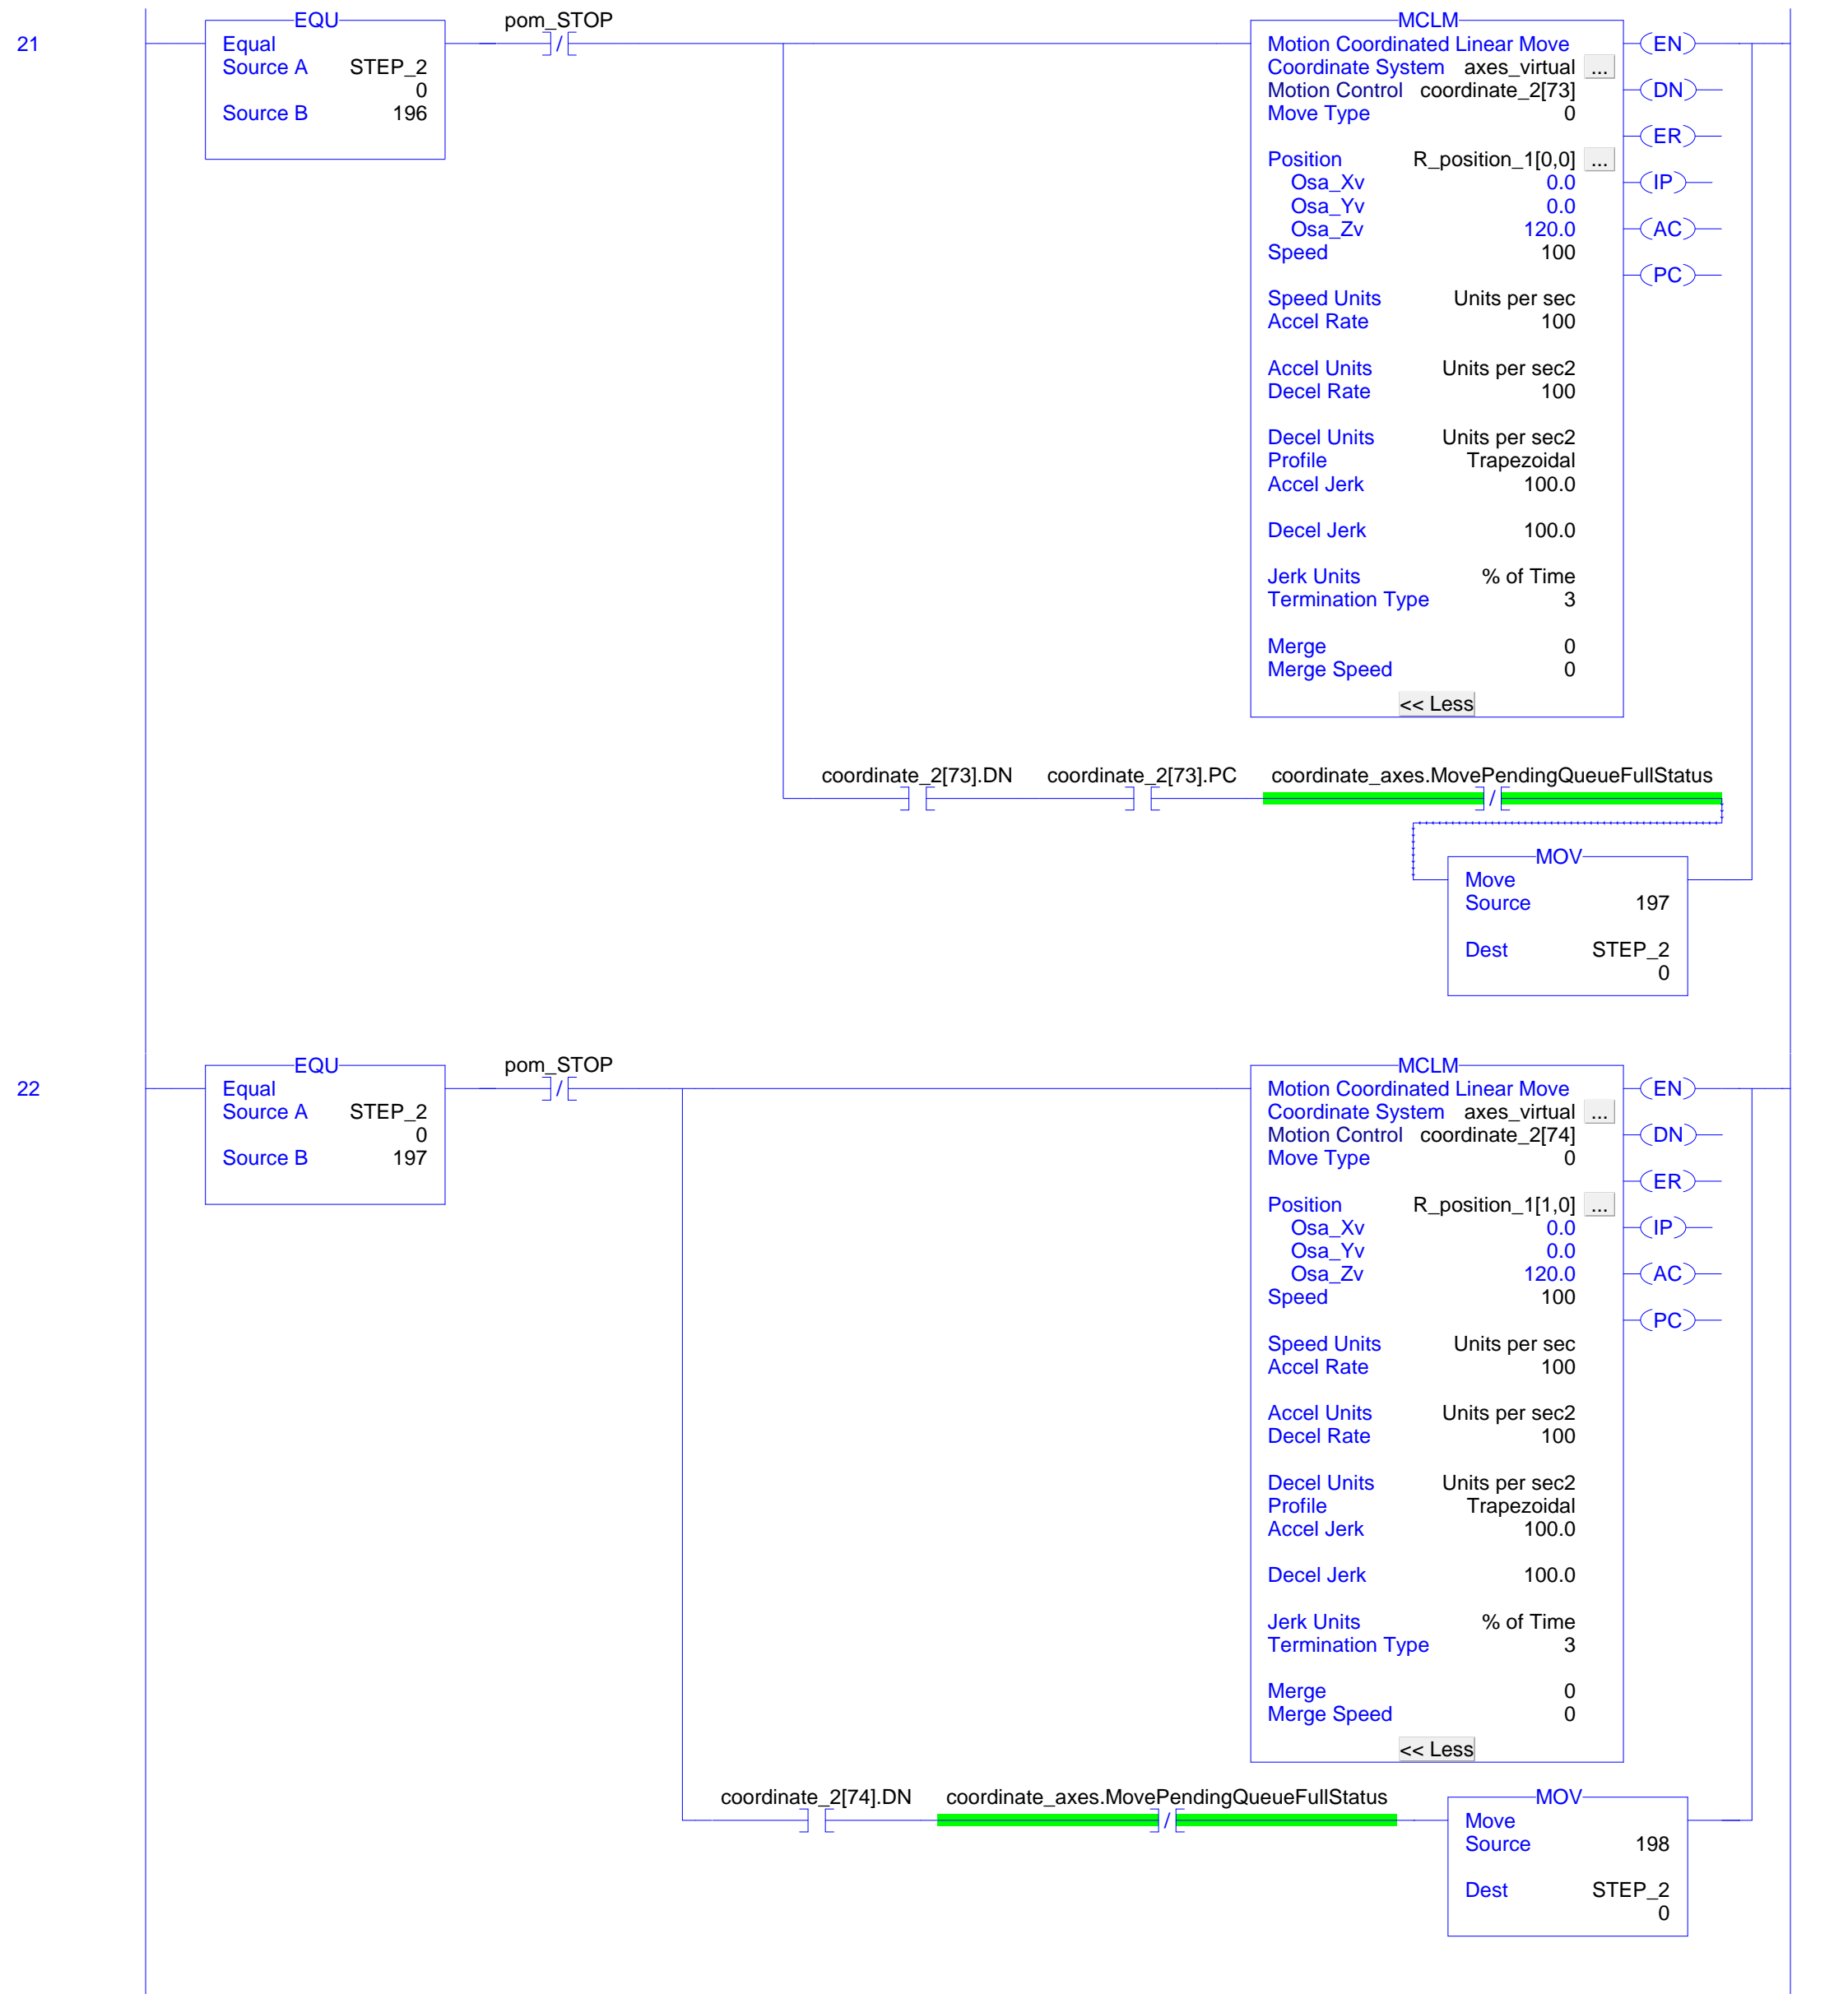 21
EQU
Equal
Source A STEP_2
0
Source B 196
pom_STOP
/
MCLM
Motion Coordinated Linear Move
Coordinate System axes_virtual ...
Motion Control coordinate_2[73]
Move Type 0
Position R_position_1[0,0] ...
Osa_Xv 0.0
Osa_Yv 0.0
Osa_Zv 120.0
Speed 100
Speed Units Units per sec
Accel Rate 100
Accel Units Units per sec2
Decel Rate 100
Decel Units Units per sec2
Profile Trapezoidal
Accel Jerk 100.0
Decel Jerk 100.0
Jerk Units % of Time
Termination Type 3
Merge 0
Merge Speed 0
<< Less
EN
DN
ER
IP
AC
PC
coordinate_2[73].DN coordinate_2[73].PC coordinate_axes.MovePendingQueueFullStatus
/
MOV
Move
Source 197
Dest STEP_2
0
22
EQU
Equal
Source A STEP_2
0
Source B 197
pom_STOP
/
MCLM
Motion Coordinated Linear Move
Coordinate System axes_virtual ...
Motion Control coordinate_2[74]
Move Type 0
Position R_position_1[1,0] ...
Osa_Xv 0.0
Osa_Yv 0.0
Osa_Zv 120.0
Speed 100
Speed Units Units per sec
Accel Rate 100
Accel Units Units per sec2
Decel Rate 100
Decel Units Units per sec2
Profile Trapezoidal
Accel Jerk 100.0
Decel Jerk 100.0
Jerk Units % of Time
Termination Type 3
Merge 0
Merge Speed 0
<< Less
EN
DN
ER
IP
AC
PC
coordinate_2[74].DN coordinate_axes.MovePendingQueueFullStatus
/
MOV
Move
Source 198
Dest STEP_2
0